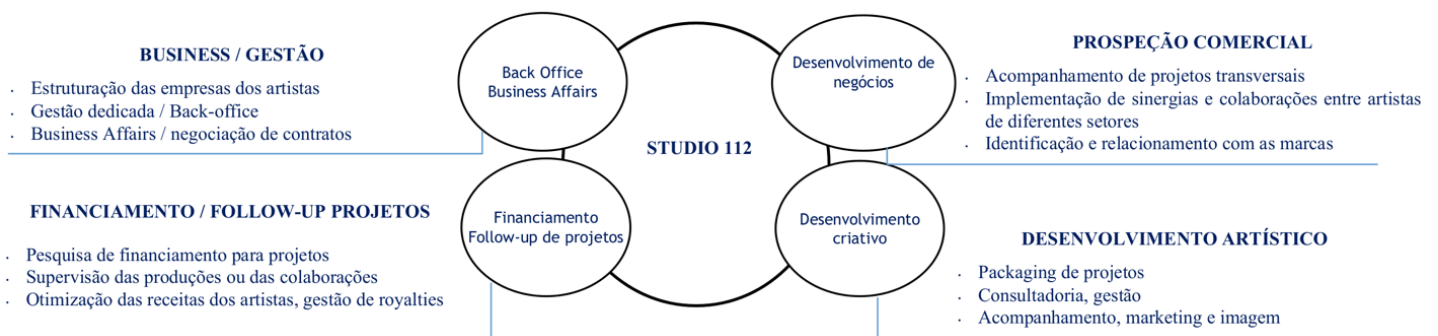 BUSINESS / GESTÃO
· Estruturação das empresas dos artistas
· Gestão dedicada / Back-office
· Business Affairs / negociação de contratos
Back Office
Business Affairs
Desenvolvimento de
negócios
PROSPEÇÃO COMERCIAL
· Acompanhamento de projetos transversais
· Implementação de sinergias e colaborações entre artistas
de diferentes setores
· Identificação e relacionamento com as marcas
STUDIO 112
FINANCIAMENTO / FOLLOW-UP PROJETOS
· Pesquisa de financiamento para projetos
· Supervisão das produções ou das colaborações
· Otimização das receitas dos artistas, gestão de royalties
Financiamento
Follow-up de projetos
Desenvolvimento
criativo
DESENVOLVIMENTO ARTÍSTICO
· Packaging de projetos
· Consultadoria, gestão
· Acompanhamento, marketing e imagem